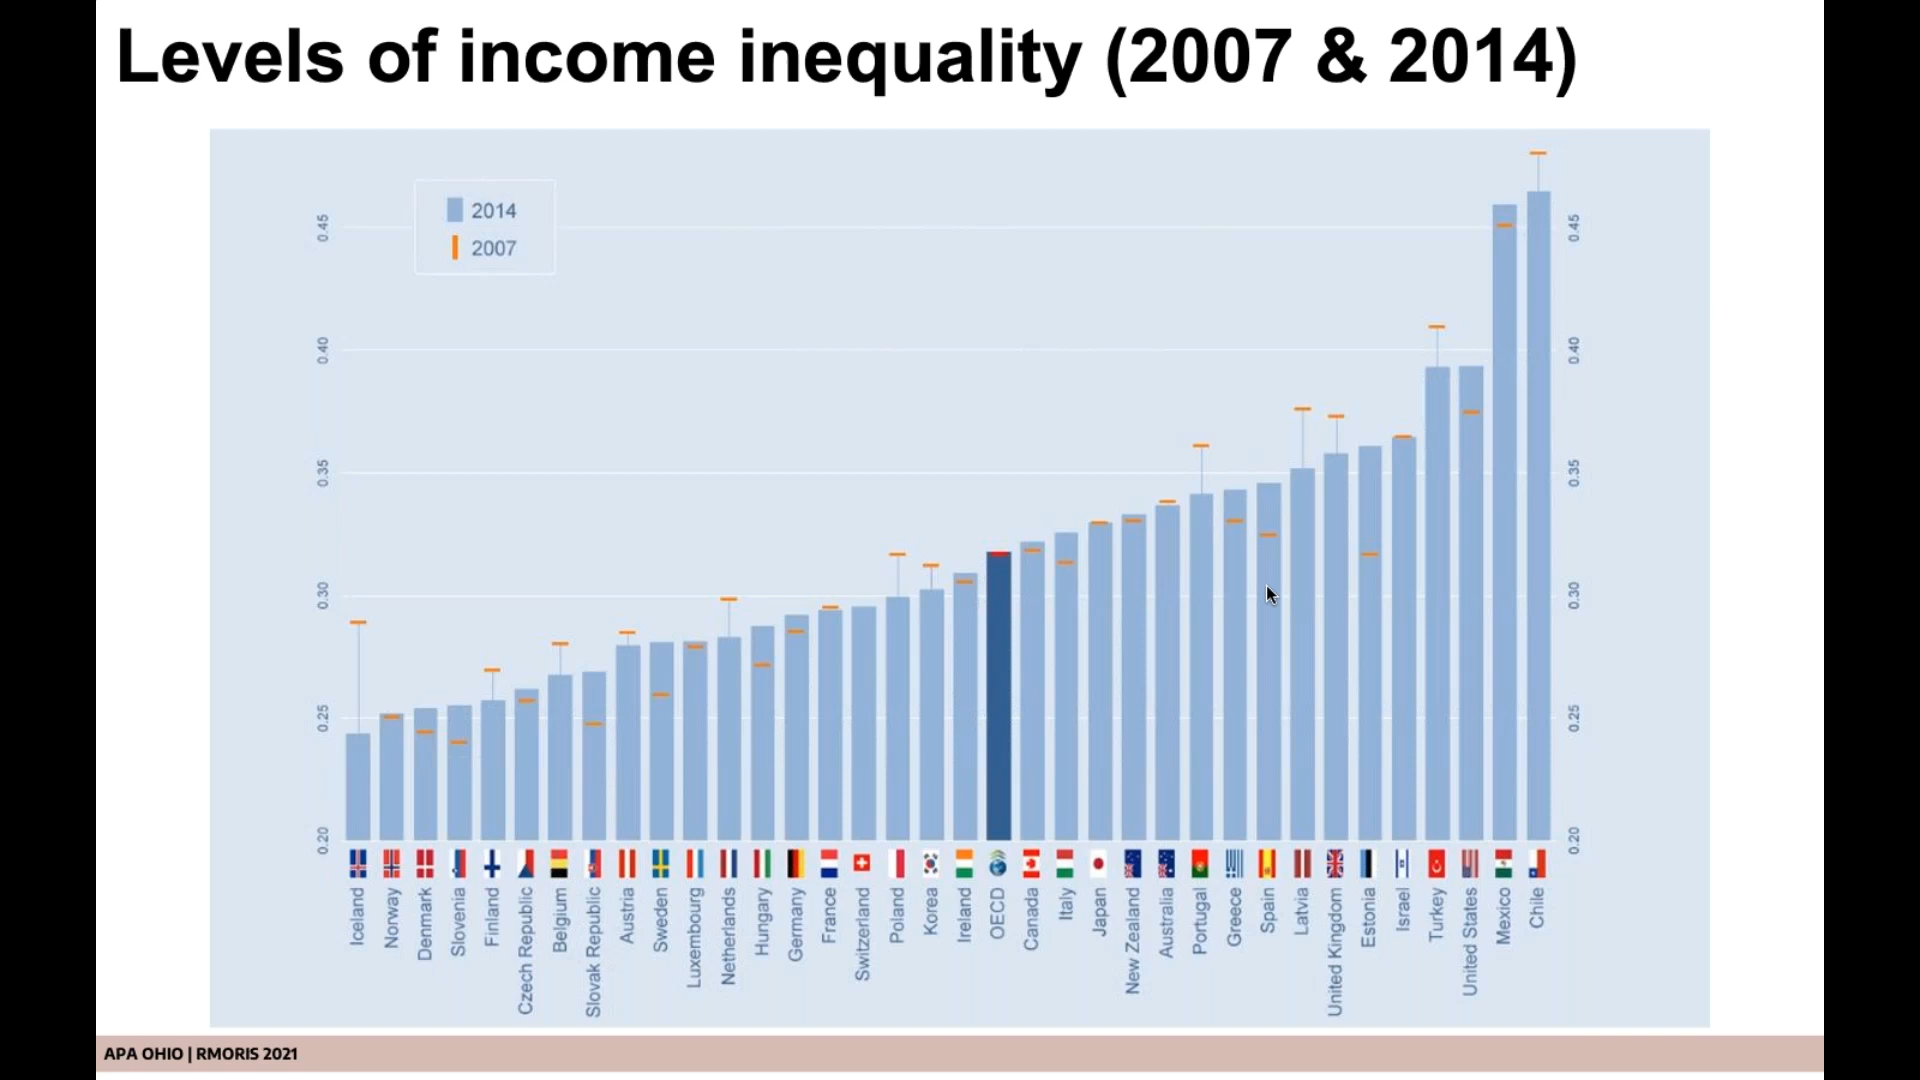 Levels of income inequality (2007 & 2014)
2014
2007
0.45
0.40
0.35
0.30
0.25
0.20
0.45
0.40
0.35
0.30
0.25
0.20
Iceland
Norway
Denmark
Slovenia
Finland
Czech Republic
Belgium
Slovak Republic
Austria
Sweden
Luxembourg
Netherlands
Hungary
Germany
France
Switzerland
Poland
Korea
Ireland
OECD
Canada
Italy
Japan
New Zealand
Australia
Portugal
Greece
Spain
Latvia
United Kingdom
Estonia
Israel
Turkey
United States
Mexico
Chile
APA OHIO | RMORIS 2021